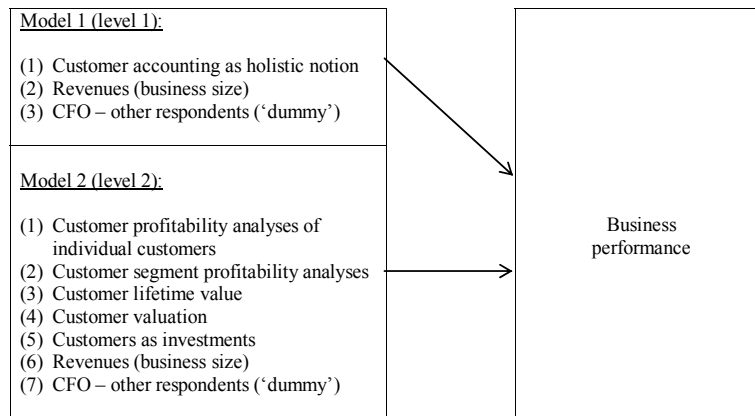 Model 1 (level 1):
(1) Customer accounting as holistic notion
(2) Revenues (business size)
(3) CFO – other respondents (‘dummy’)
Model 2 (level 2):
(1) Customer profitability analyses of
individual customers
(2) Customer segment profitability analyses
(3) Customer lifetime value
(4) Customer valuation
(5) Customers as investments
(6) Revenues (business size)
(7) CFO – other respondents (‘dummy’)
Business
performance